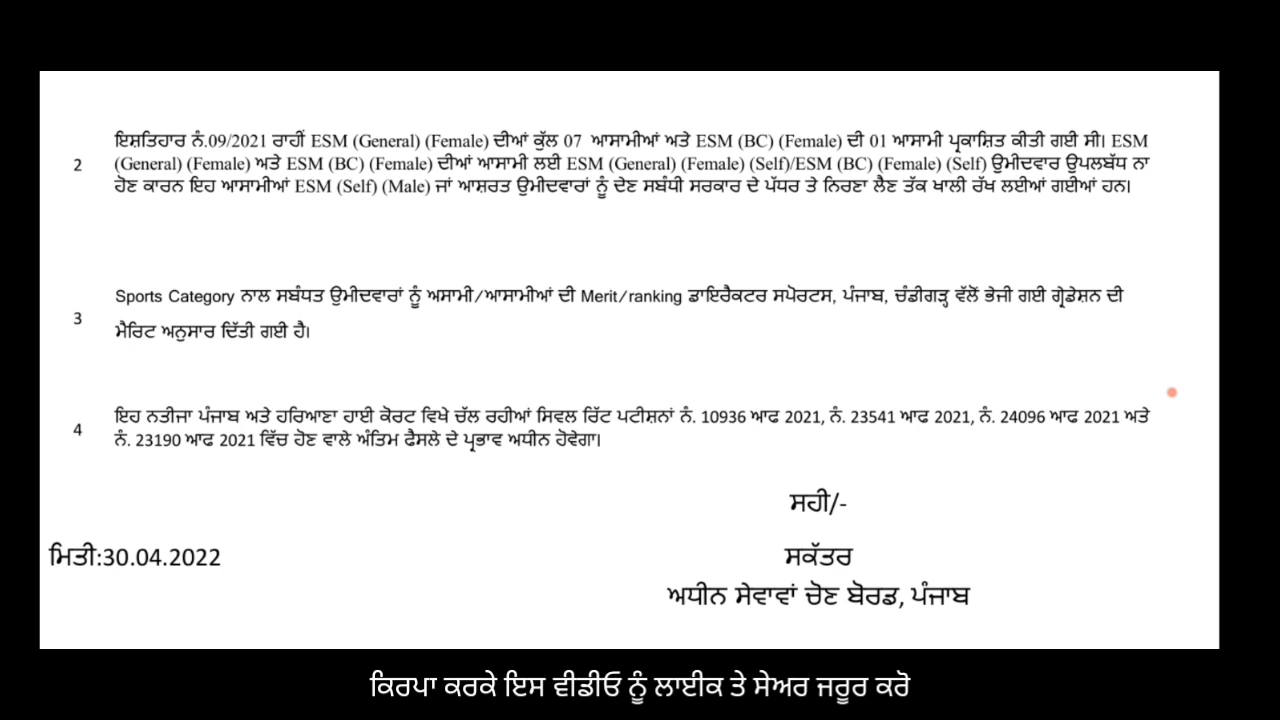 2
ਇਸ਼ਤਿਹਾਰ ਨੰ.09/2021 ਰਾਹੀਂ ESM (General) (Female) ਦੀਆਂ ਕੁੱਲ 07 ਆਸਾਮੀਆਂ ਅਤੇ ESM (BC) (Female) ਦੀ 01 ਆਸਾਮੀ ਪ੍ਰਕਾਸ਼ਿਤ ਕੀਤੀ ਗਈ ਸੀ। ESM
(General) (Female) ਅਤੇ ESM (BC) (Female) ਦੀਆਂ ਆਸਾਮੀ ਲਈ ESM (General) (Female) (Self)/ESM (BC) (Female) (Self) ਉਮੀਦਵਾਰ ਉਪਲਬੱਧ ਨਾ
ਹੋਣ ਕਾਰਨ ਇਹ ਆਸਾਮੀਆਂ ESM (Self) (Male) ਜਾਂ ਆਸ਼ਰਤ ਉਮੀਦਵਾਰਾਂ ਨੂੰ ਦੇਣ ਸਬੰਧੀ ਸਰਕਾਰ ਦੇ ਪੱਧਰ ਤੇ ਨਿਰਣਾ ਲੈਣ ਤੱਕ ਖਾਲੀ ਰੱਖ ਲਈਆਂ ਗਈਆਂ ਹਨ।
3
Sports Category ਨਾਲ ਸਬੰਧਤ ਉਮੀਦਵਾਰਾਂ ਨੂੰ ਅਸਾਮੀ/ਆਸਾਮੀਆਂ ਦੀ Merit/ranking ਡਾਇਰੈਕਟਰ ਸਪੋਰਟਸ, ਪੰਜਾਬ, ਚੰਡੀਗੜ੍ਹ ਵੱਲੋਂ ਭੇਜੀ ਗਈ ਗ੍ਰੇਡੇਸ਼ਨ ਦੀ
ਮੈਰਿਟ ਅਨੁਸਾਰ ਦਿੱਤੀ ਗਈ ਹੈ।
4
ਇਹ ਨਤੀਜਾ ਪੰਜਾਬ ਅਤੇ ਹਰਿਆਣਾ ਹਾਈ ਕੋਰਟ ਵਿਖੇ ਚੱਲ ਰਹੀਆਂ ਸਿਵਲ ਰਿੱਟ ਪਟੀਸ਼ਨਾਂ ਨੰ. 10936 ਆਫ 2021, ਨੰ. 23541 ਆਫ 2021, ਨੰ. 24096 ਆਫ 2021 ਅਤੇ
ਨੰ. 23190 ਆਫ 2021 ਵਿੱਚ ਹੋਣ ਵਾਲੇ ਅੰਤਿਮ ਫੈਸਲੇ ਦੇ ਪ੍ਰਭਾਵ ਅਧੀਨ ਹੋਵੇਗਾ।
ਸਹੀ/-
ਮਿਤੀ:30.04.2022
ਸਕੱਤਰ
ਅਧੀਨ ਸੇਵਾਵਾਂ ਚੋਣ ਬੋਰਡ, ਪੰਜਾਬ
ਕਿਰਪਾ ਕਰਕੇ ਇਸ ਵੀਡੀਓ ਨੂੰ ਲਾਈਕ ਤੇ ਸੇਅਰ ਜਰੂਰ ਕਰੋ